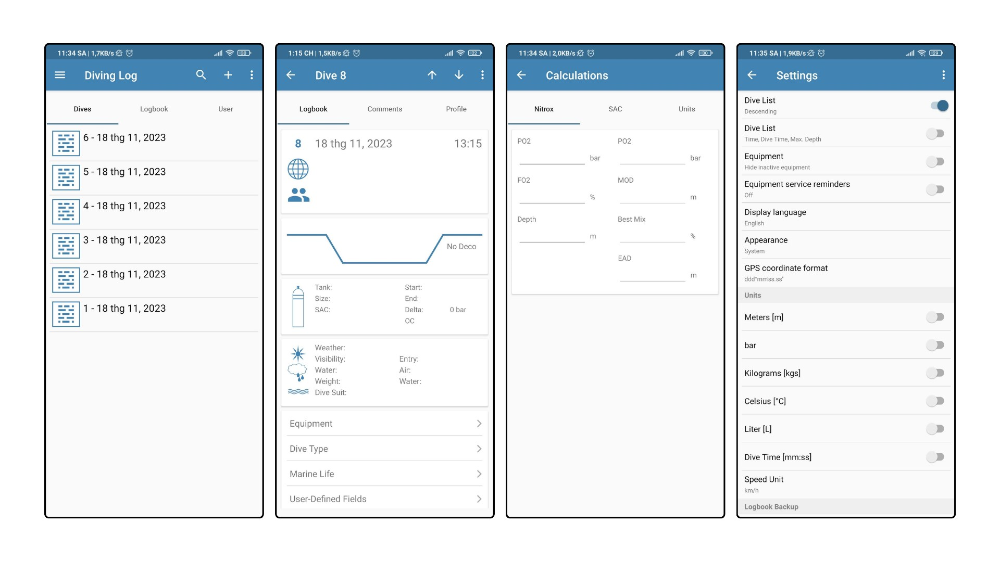 11:34 SA | 1,7KB/s 30
Diving Log
Dives Logbook User
6 - 18 thg 11, 2023
5 - 18 thg 11, 2023
4 - 18 thg 11, 2023
3 - 18 thg 11, 2023
2 - 18 thg 11, 2023
1 - 18 thg 11, 2023
1:15 CH | 1,5KB/s 22
Dive 8
Logbook Comments Profile
8 18 thg 11, 2023 13:15
No Deco
Tank: Start:
Size: End:
SAC: Delta: 0 bar
OC
Weather:
Visibility: Entry:
Water: Air:
Weight: Water:
Dive Suit:
Equipment
Dive Type
Marine Life
User-Defined Fields
11:34 SA | 2,0KB/s 30
Calculations
Nitrox SAC Units
PO2 PO2
bar bar
FO2 MOD
% m
Depth Best Mix
m %
EAD
m
11:35 SA | 1,9KB/s 29
Settings
Dive List
Descending
Dive List
Time, Dive Time, Max. Depth
Equipment
Hide inactive equipment
Equipment service reminders
Off
Display language
English
Appearance
System
GPS coordinate format
ddd°mm'ss.ss"
Units
Meters [m]
bar
Kilograms [kgs]
Celsius [°C]
Liter [L]
Dive Time [mm:ss]
Speed Unit
km/h
Logbook Backup